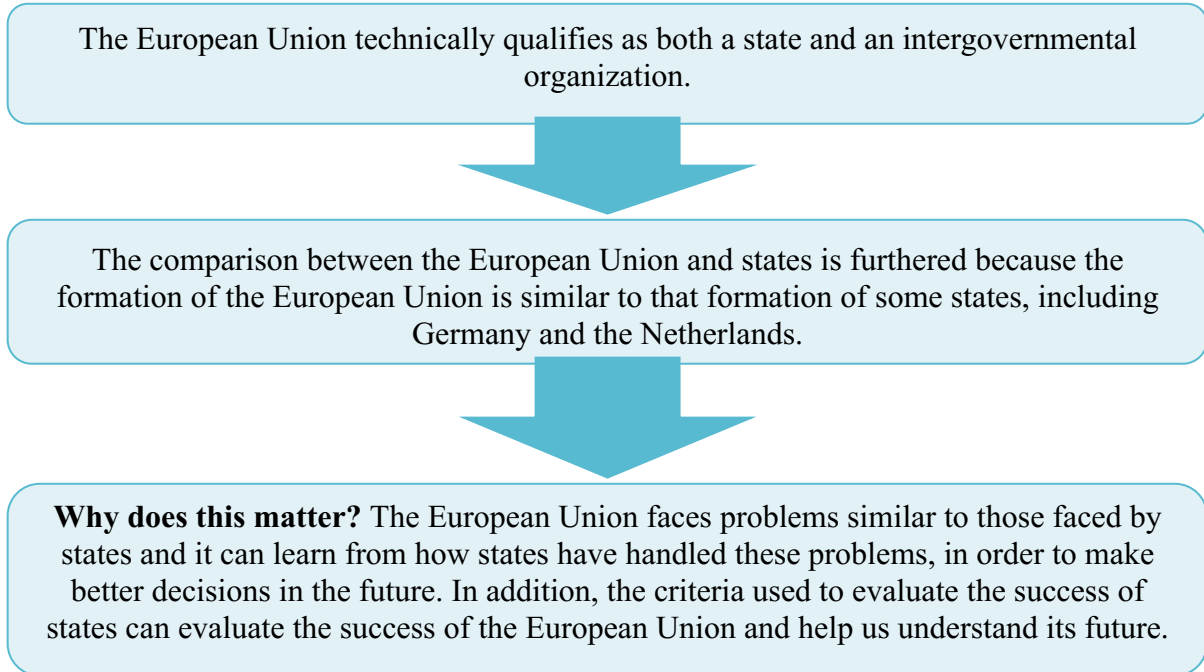 The European Union technically qualifies as both a state and an intergovernmental
organization.
The comparison between the European Union and states is furthered because the
formation of the European Union is similar to that formation of some states, including
Germany and the Netherlands.
Why does this matter? The European Union faces problems similar to those faced by
states and it can learn from how states have handled these problems, in order to make
better decisions in the future. In addition, the criteria used to evaluate the success of
states can evaluate the success of the European Union and help us understand its future.